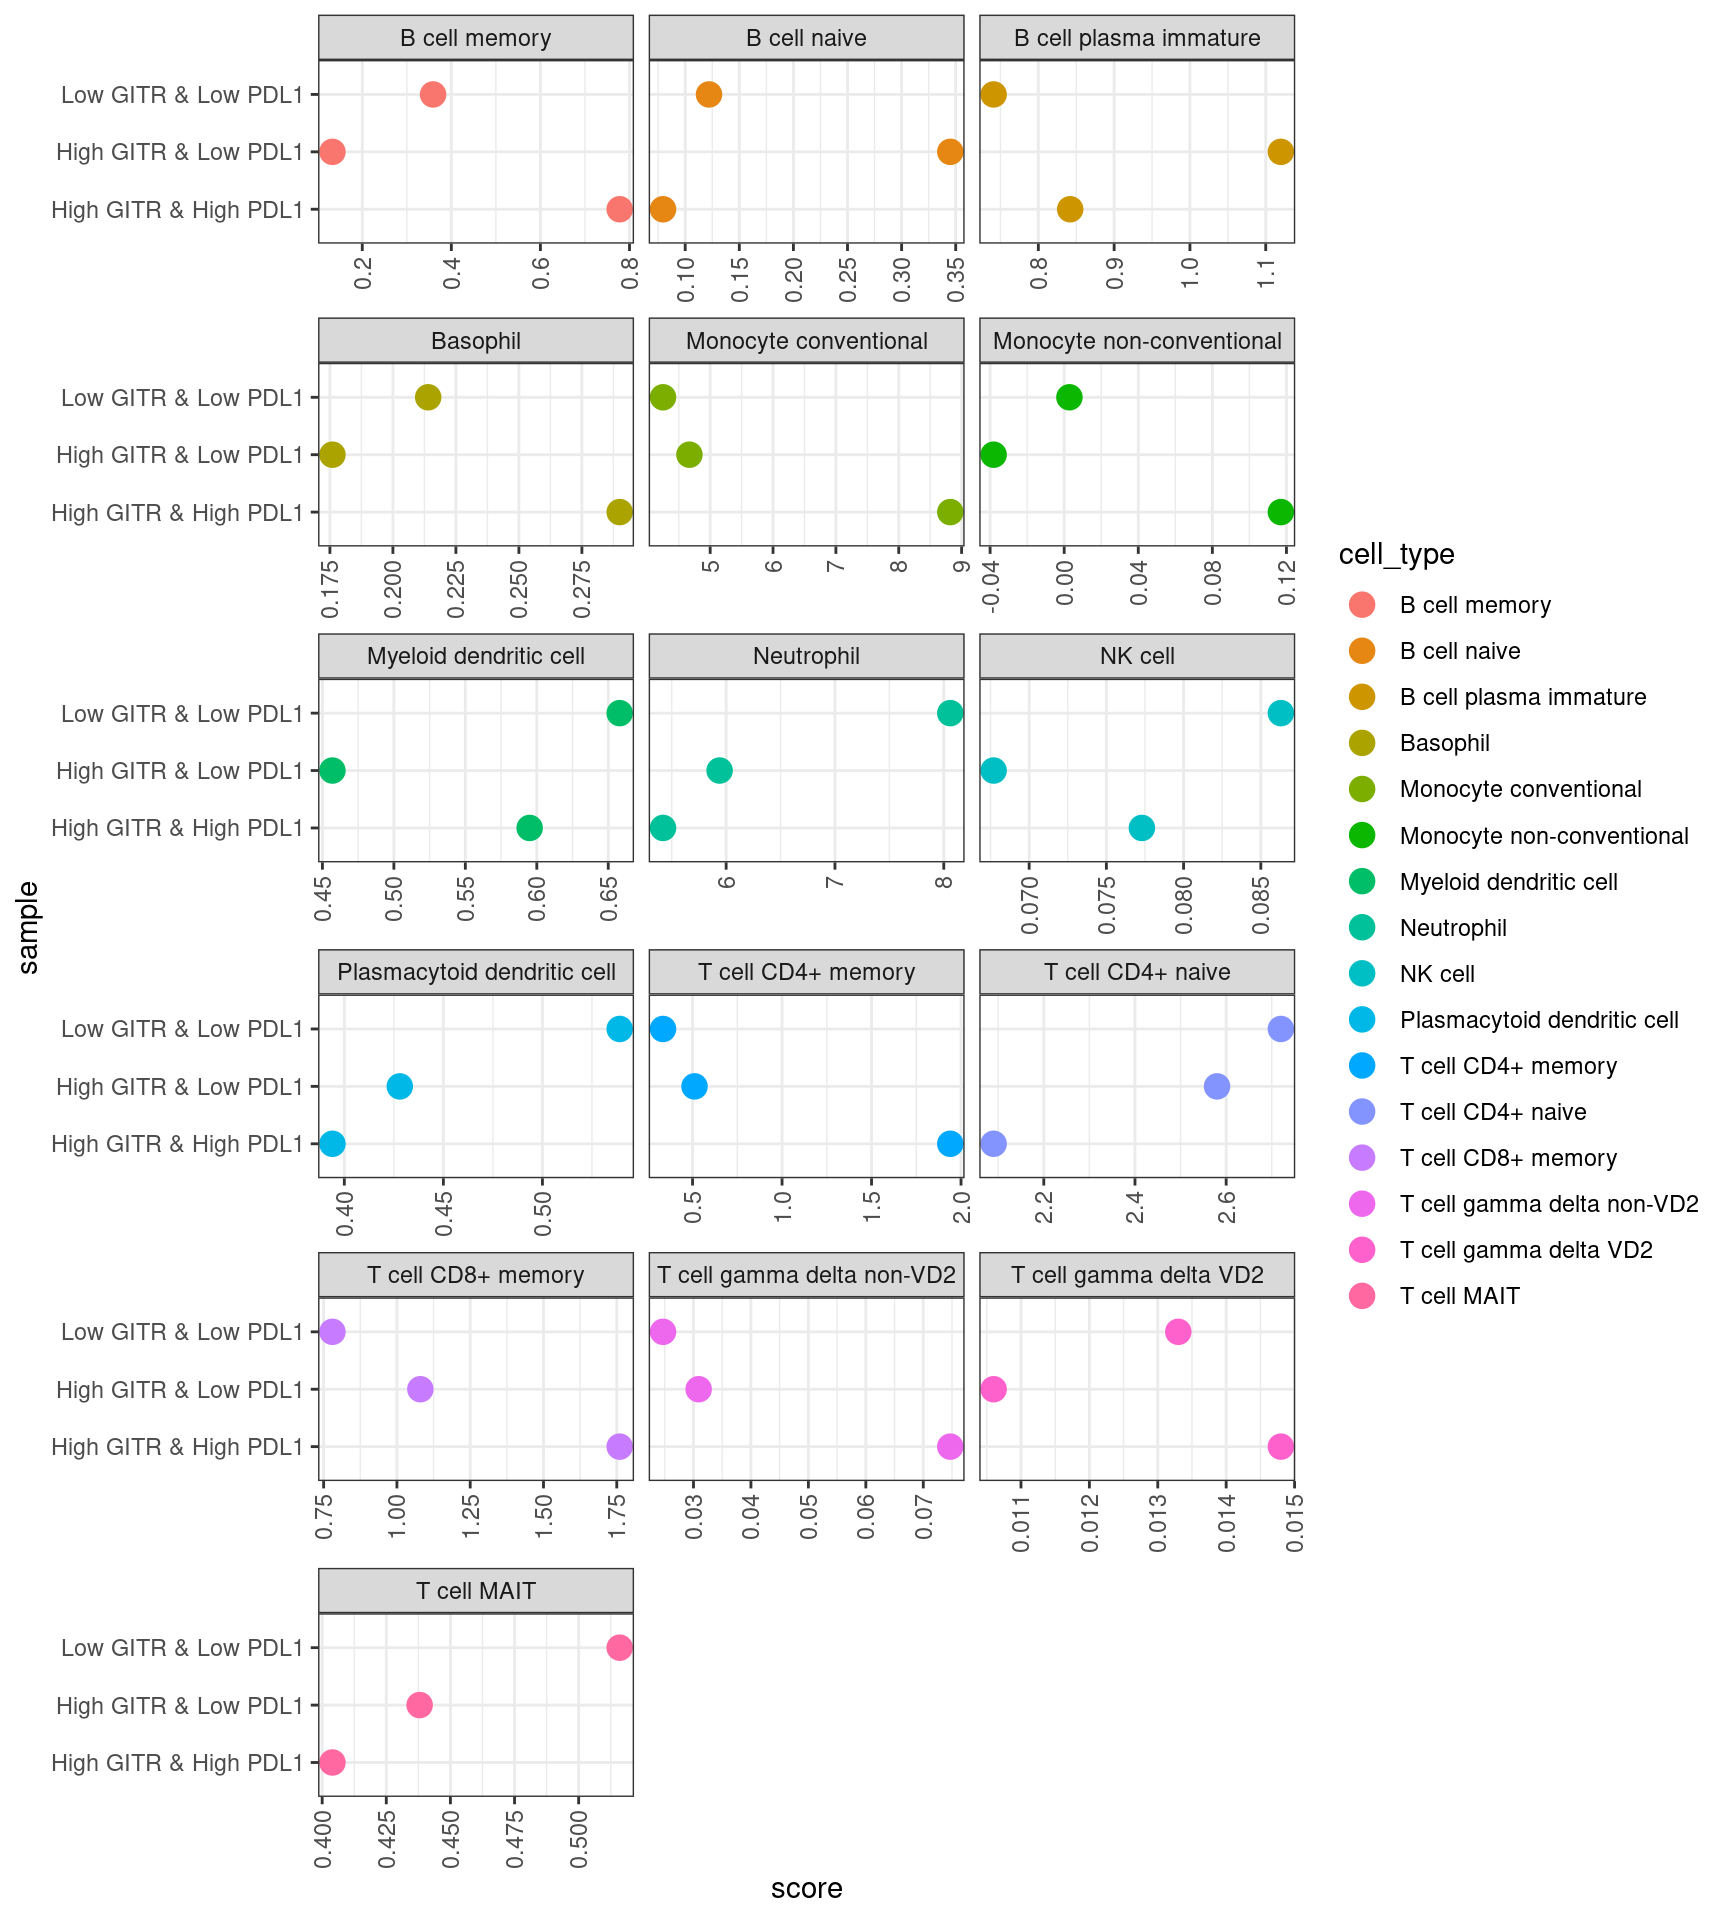 B cell memory
B cell naive
B cell plasma immature
Low GITR & Low PDL1
High GITR & Low PDL1
High GITR & High PDL1
0.2 0.4 0.6 0.8
0.10 0.15 0.20 0.25 0.30 0.35
0.8 0.9 1.0 1.1
Basophil
Monocyte conventional
Monocyte non-conventional
Low GITR & Low PDL1
High GITR & Low PDL1
High GITR & High PDL1
0.175 0.200 0.225 0.250 0.275
5 6 7 8 9
-0.04 0.00 0.04 0.08 0.12
Myeloid dendritic cell
Neutrophil
NK cell
Low GITR & Low PDL1
High GITR & Low PDL1
High GITR & High PDL1
0.45 0.50 0.55 0.60 0.65
6 7 8
0.070 0.075 0.080 0.085
Plasmacytoid dendritic cell
T cell CD4+ memory
T cell CD4+ naive
Low GITR & Low PDL1
High GITR & Low PDL1
High GITR & High PDL1
0.40 0.45 0.50
0.5 1.0 1.5 2.0
2.2 2.4 2.6
T cell CD8+ memory
T cell gamma delta non-VD2
T cell gamma delta VD2
Low GITR & Low PDL1
High GITR & Low PDL1
High GITR & High PDL1
0.75 1.00 1.25 1.50 1.75
0.03 0.04 0.05 0.06 0.07
0.011 0.012 0.013 0.014 0.015
T cell MAIT
Low GITR & Low PDL1
High GITR & Low PDL1
High GITR & High PDL1
0.400 0.425 0.450 0.475 0.500
score
sample
cell_type
B cell memory
B cell naive
B cell plasma immature
Basophil
Monocyte conventional
Monocyte non-conventional
Myeloid dendritic cell
Neutrophil
NK cell
Plasmacytoid dendritic cell
T cell CD4+ memory
T cell CD4+ naive
T cell CD8+ memory
T cell gamma delta non-VD2
T cell gamma delta VD2
T cell MAIT